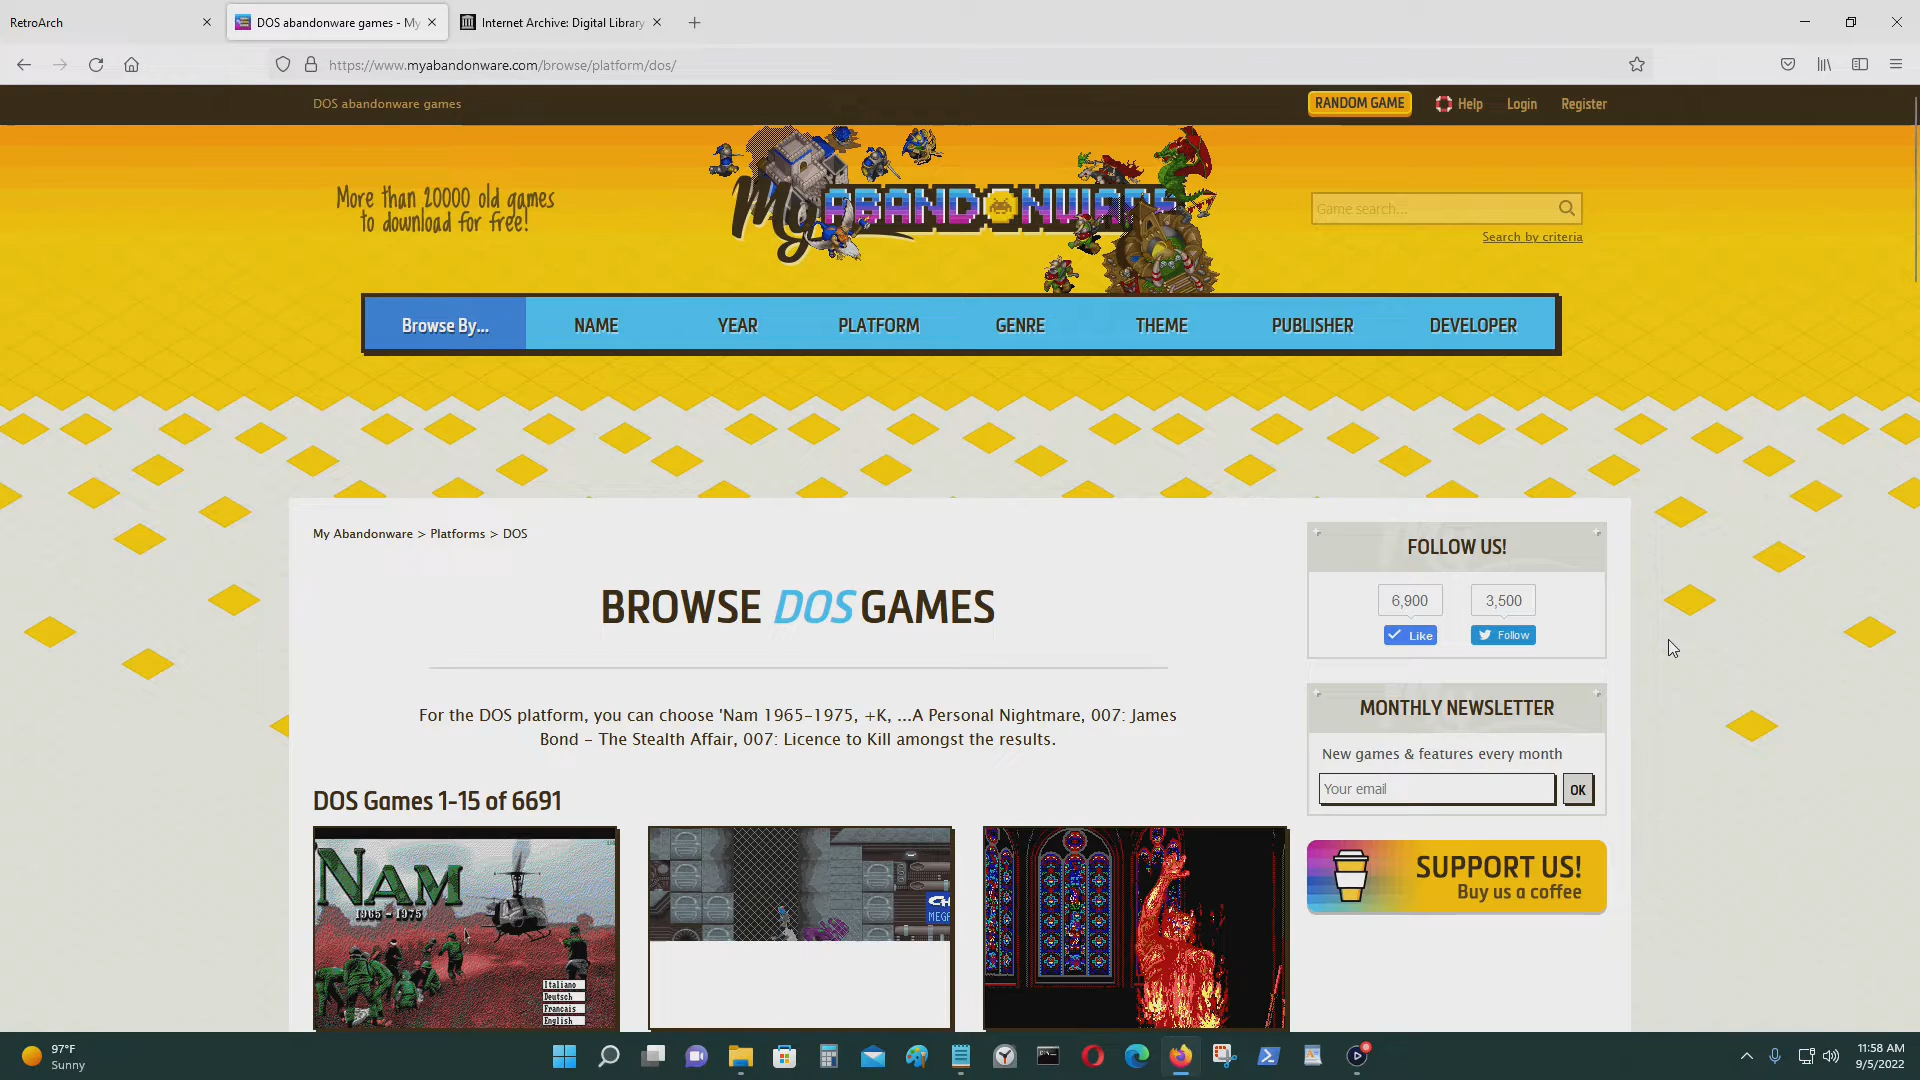 RetroArch
DOS abandonware games - My
Internet Archive: Digital Library
https://www.myabandonware.com/browse/platform/dos/
DOS abandonware games
RANDOM GAME
Help
Login
Register
More than 20000 old games
to download for free!
My ABANDONWARE
Game search...
Search by criteria
Browse By...
NAME
YEAR
PLATFORM
GENRE
THEME
PUBLISHER
DEVELOPER
My Abandonware > Platforms > DOS
BROWSE DOS GAMES
For the DOS platform, you can choose 'Nam 1965-1975, +K, ...A Personal Nightmare, 007: James
Bond - The Stealth Affair, 007: Licence to Kill amongst the results.
DOS Games 1-15 of 6691
'NAM
1965 - 1975
Italiano
Deutsch
Francais
English
CH
MEGA
FOLLOW US!
6,900
3,500
Like
Follow
MONTHLY NEWSLETTER
New games & features every month
Your email
OK
SUPPORT US!
Buy us a coffee
97°F
Sunny
11:58 AM
9/5/2022